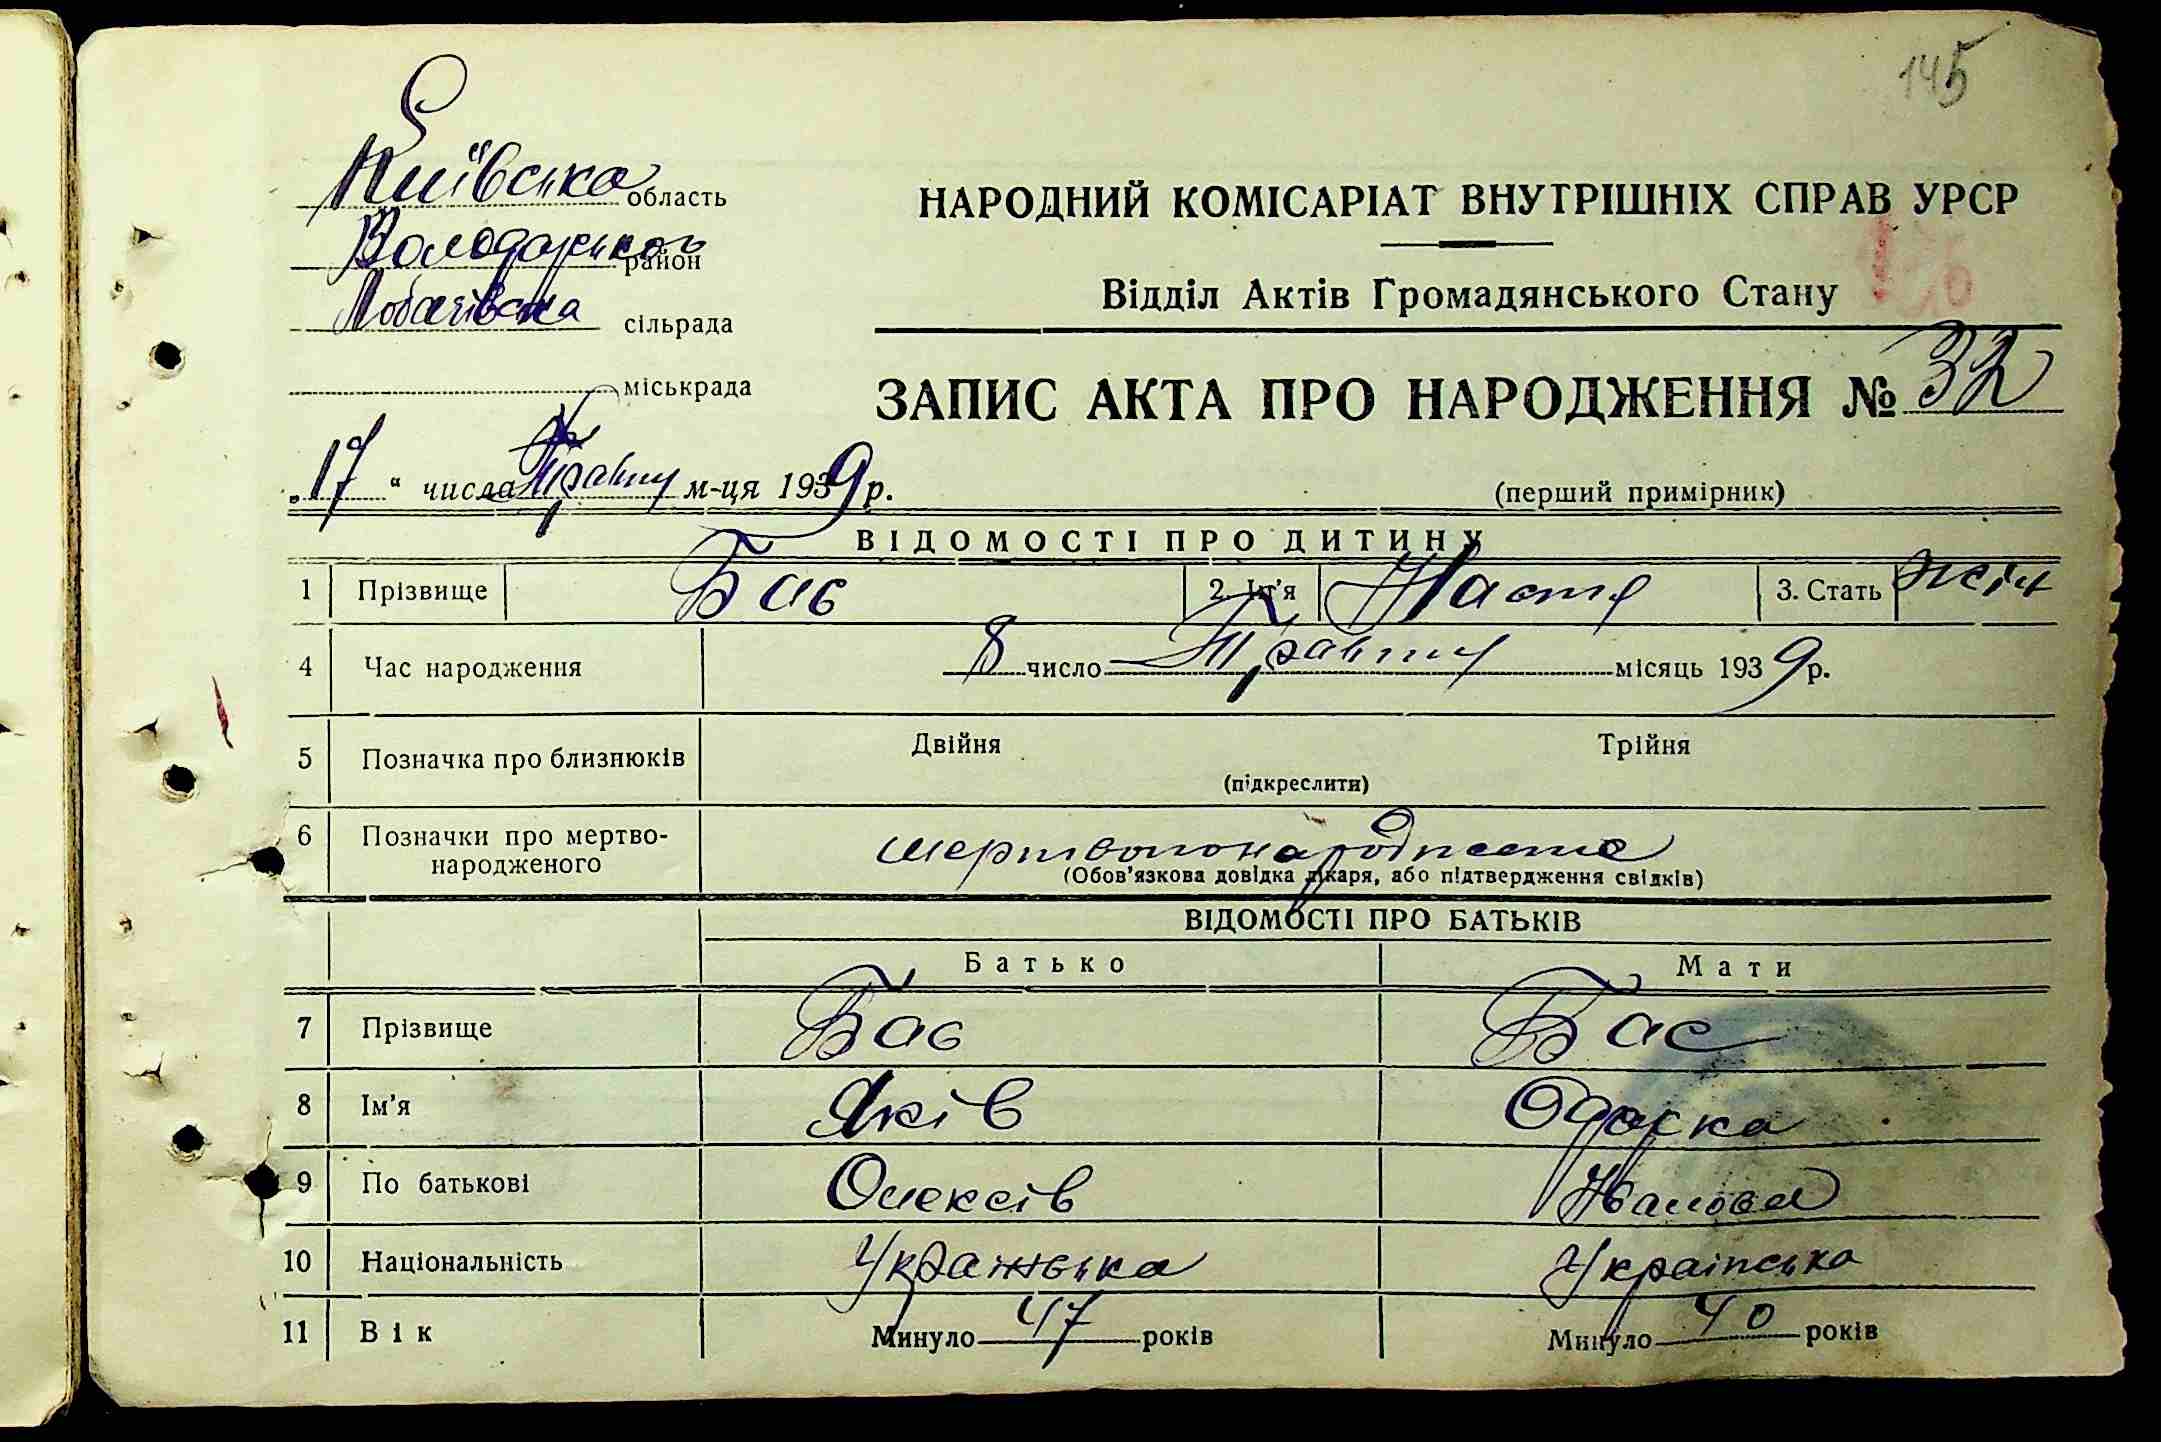 145
Київська область
НАРОДНИЙ КОМІСАРІАТ ВНУТРІШНІХ СПРАВ УРСР
Володарський район
Відділ Актів Громадянського Стану
Лобачівська сільрада
міськрада
ЗАПИС АКТА ПРО НАРОДЖЕННЯ № 32
„17“ числа Травня м-ця 1939 р.
(перший примірник)
ВІДОМОСТІ ПРО ДИТИНУ
1 Прізвище Бас 2. Ім'я Настя 3. Стать жін
4 Час народження 8 число Травня місяць 1939 р.
5 Позначка про близнюків Двійня Трійня
(підкреслити)
6 Позначки про мертво-
народженого
(Обов'язкова довідка лікаря, або підтвердження свідків)
ВІДОМОСТІ ПРО БАТЬКІВ
Батько Мати
7 Прізвище Бас Бас
8 Ім'я Яків Одарка
9 По батькові Олексів Іванова
10 Національність Українська Українська
11 Вік Минуло 47 років Минуло 40 років